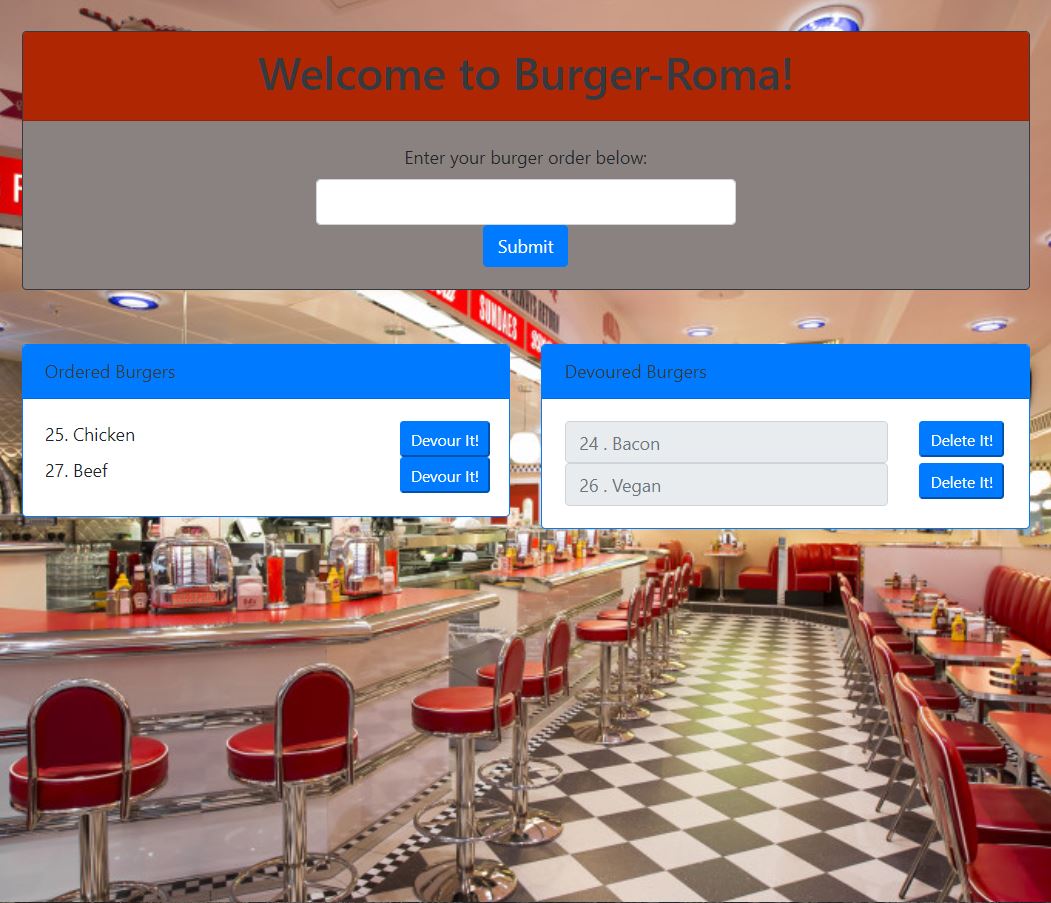 Welcome to Burger-Roma!
Enter your burger order below:
Submit
SUNDAES
Ordered Burgers
25. Chicken
Devour It!
27. Beef
Devour It!
Devoured Burgers
24 . Bacon
Delete It!
26 . Vegan
Delete It!